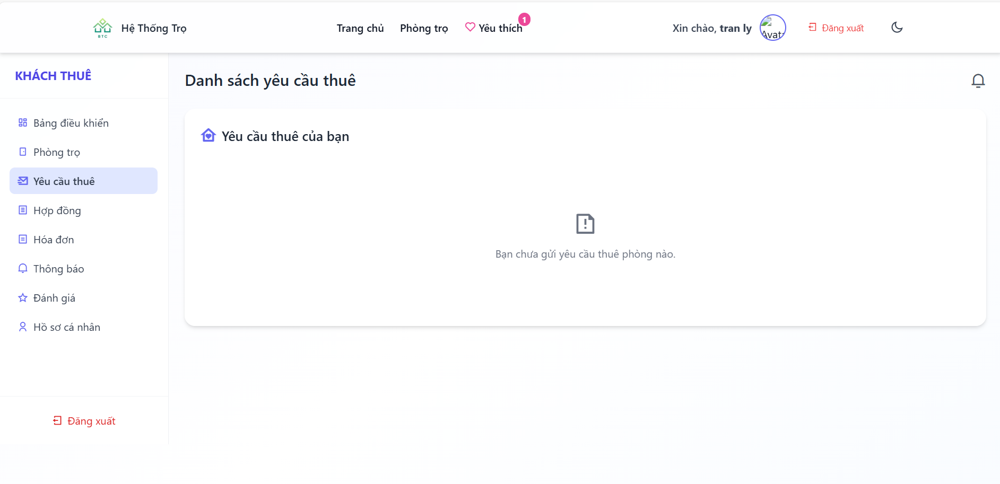 BTC
Hệ Thống Trọ
Trang chủ
Phòng trọ
Yêu thích
1
Xin chào, tran ly
Đăng xuất
KHÁCH THUÊ
Bảng điều khiển
Phòng trọ
Yêu cầu thuê
Hợp đồng
Hóa đơn
Thông báo
Đánh giá
Hồ sơ cá nhân
Đăng xuất
Danh sách yêu cầu thuê
Yêu cầu thuê của bạn
Bạn chưa gửi yêu cầu thuê phòng nào.